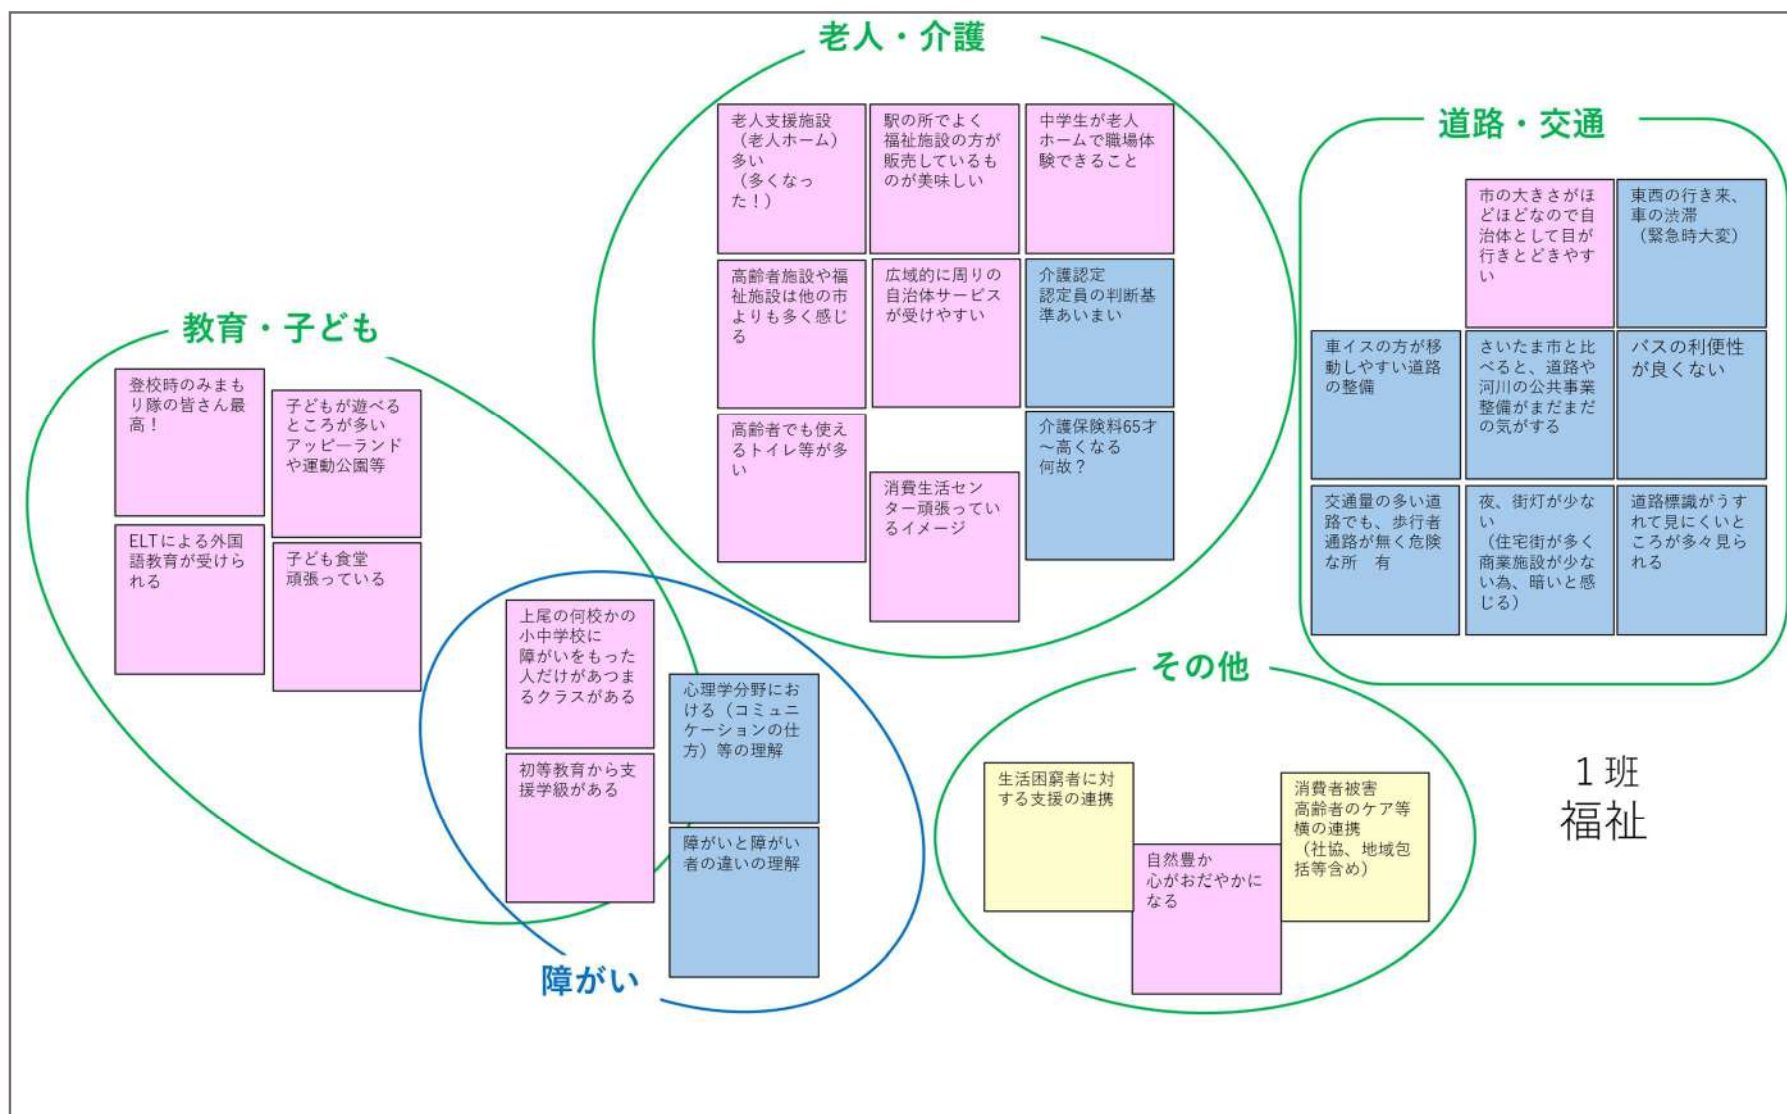 老人・介護
老人支援施設
（老人ホーム）
多い
（多くなっ
た！）
駅の所でよく
福祉施設の方が
販売しているも
のが美味しい
中学生が老人
ホームで職場体
験できること
高齢者施設や福
祉施設は他の市
よりも多く感じ
る
広域的に周りの
自治体サービス
が受けやすい
介護認定
認定員の判断基
準あいまい
高齢者でも使え
るトイレ等が多
い
消費生活セン
ター頑張ってい
るイメージ
介護保険料65才
～高くなる
何故？
道路・交通
市の大きさがほ
どほどなので自
治体として目が
行きとどきやす
い
東西の行き来、
車の渋滞
（緊急時大変）
車イスの方が移
動しやすい道路
の整備
さいたま市と比
べると、道路や
河川の公共事業
整備がまだまだ
の気がする
バスの利便性
が良くない
交通量の多い道
路でも、歩行者
通路が無く危険
な所　有
夜、街灯が少な
い
（住宅街が多く
商業施設が少な
い為、暗いと感
じる）
道路標識がうす
れて見にくいと
ころが多々見ら
れる
教育・子ども
登校時のみまも
り隊の皆さん最
高！
子どもが遊べる
ところが多い
アッピーランド
や運動公園等
ELTによる外国
語教育が受けら
れる
子ども食堂
頑張っている
上尾の何校かの
小中学校に
障がいをもった
人だけがあつま
るクラスがある
心理学分野にお
ける（コミュニ
ケーションの仕
方）等の理解
初等教育から支
援学級がある
障がいと障がい
者の違いの理解
障がい
その他
生活困窮者に対
する支援の連携
自然豊か
心がおだやかに
なる
消費者被害
高齢者のケア等
横の連携
（社協、地域包
括等含め）
１班
福祉